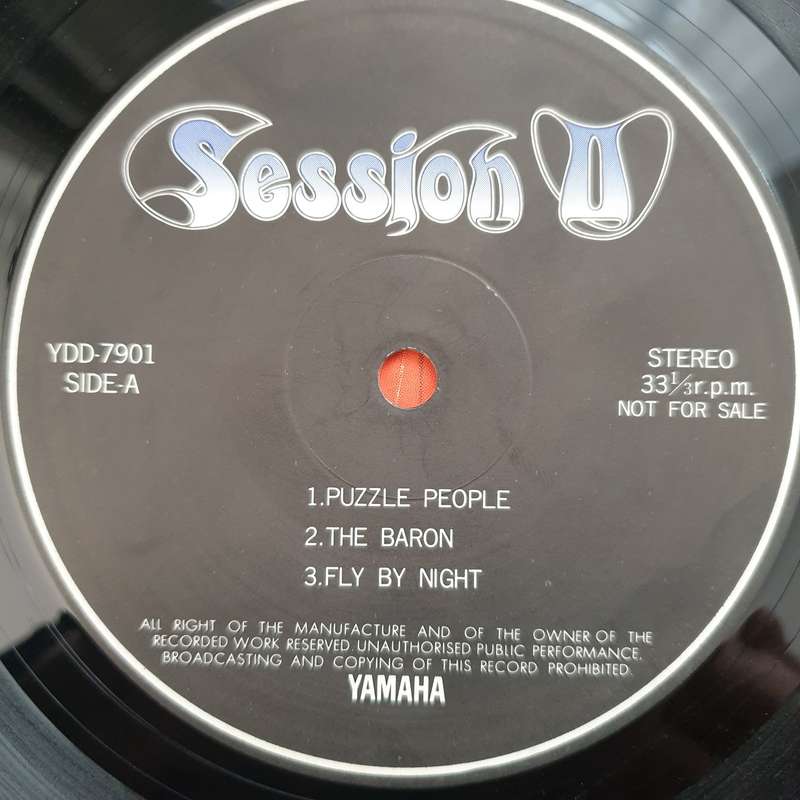 Session II
YDD-7901
SIDE-A
STEREO
33⅓r.p.m.
NOT FOR SALE
1.PUZZLE PEOPLE
2.THE BARON
3.FLY BY NIGHT
ALL RIGHT OF THE MANUFACTURE AND OF THE OWNER OF THE
RECORDED WORK RESERVED. UNAUTHORISED PUBLIC PERFORMANCE,
BROADCASTING AND COPYING OF THIS RECORD PROHIBITED.
YAMAHA